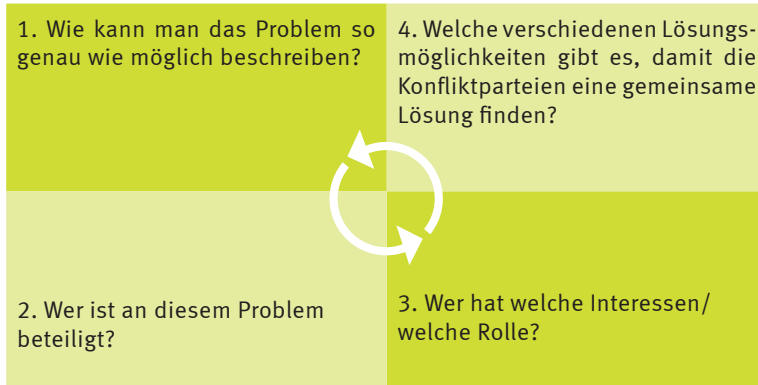 1. Wie kann man das Problem so
genau wie möglich beschreiben?
2. Wer ist an diesem Problem
beteiligt?
3. Wer hat welche Interessen/
welche Rolle?
4. Welche verschiedenen Lösungs-
möglichkeiten gibt es, damit die
Konfliktparteien eine gemeinsame
Lösung finden?